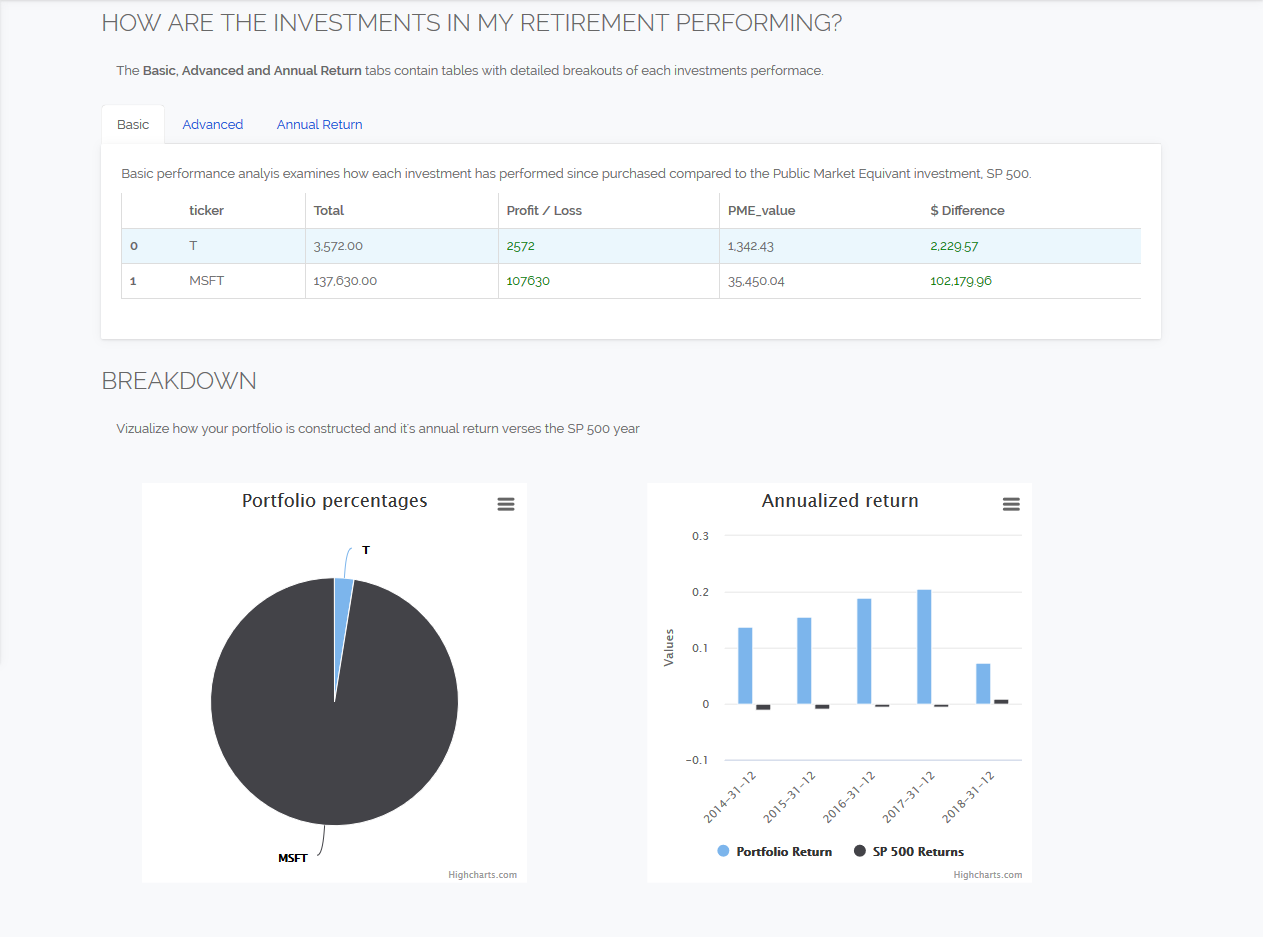 HOW ARE THE INVESTMENTS IN MY RETIREMENT PERFORMING?
The Basic, Advanced and Annual Return tabs contain tables with detailed breakouts of each investments performace.
Basic Advanced Annual Return
Basic performance analyis examines how each investment has performed since purchased compared to the Public Market Equivant investment, SP 500.
ticker Total Profit / Loss PME_value $ Difference
0 T 3,572.00 2572 1,342.43 2,229.57
1 MSFT 137,630.00 107630 35,450.04 102,179.96
BREAKDOWN
Vizualize how your portfolio is constructed and it's annual return verses the SP 500 year
Portfolio percentages
T
MSFT
Highcharts.com
Annualized return
Values
0.3
0.2
0.1
0
-0.1
2014-31-12
2015-31-12
2016-31-12
2017-31-12
2018-31-12
Portfolio Return SP 500 Returns
Highcharts.com